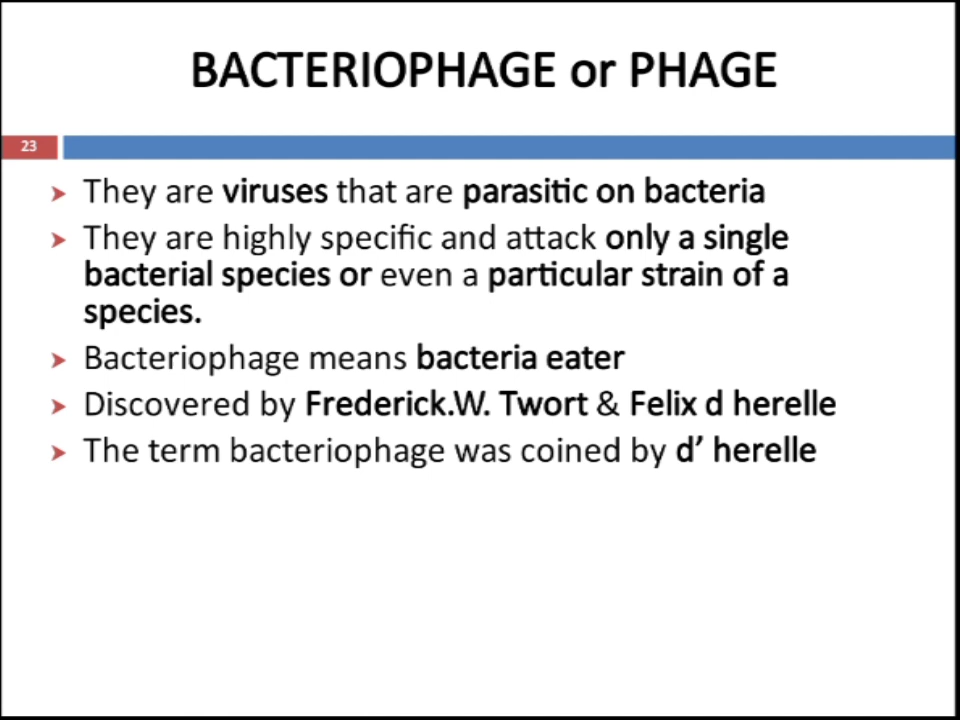 BACTERIOPHAGE or PHAGE
23
They are viruses that are parasitic on bacteria
They are highly specific and attack only a single
bacterial species or even a particular strain of a
species.
Bacteriophage means bacteria eater
Discovered by Frederick.W. Twort & Felix d herelle
The term bacteriophage was coined by d’ herelle